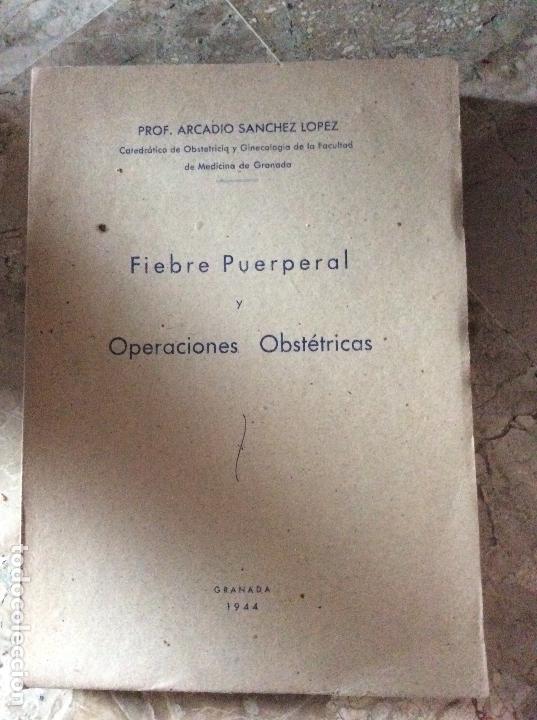 PROF. ARCADIO SANCHEZ LOPEZ
Catedrático de Obstetricia y Ginecología de la Facultad
de Medicina de Granada
Fiebre Puerperal
y
Operaciones Obstétricas
GRANADA
1944
todocoleccion